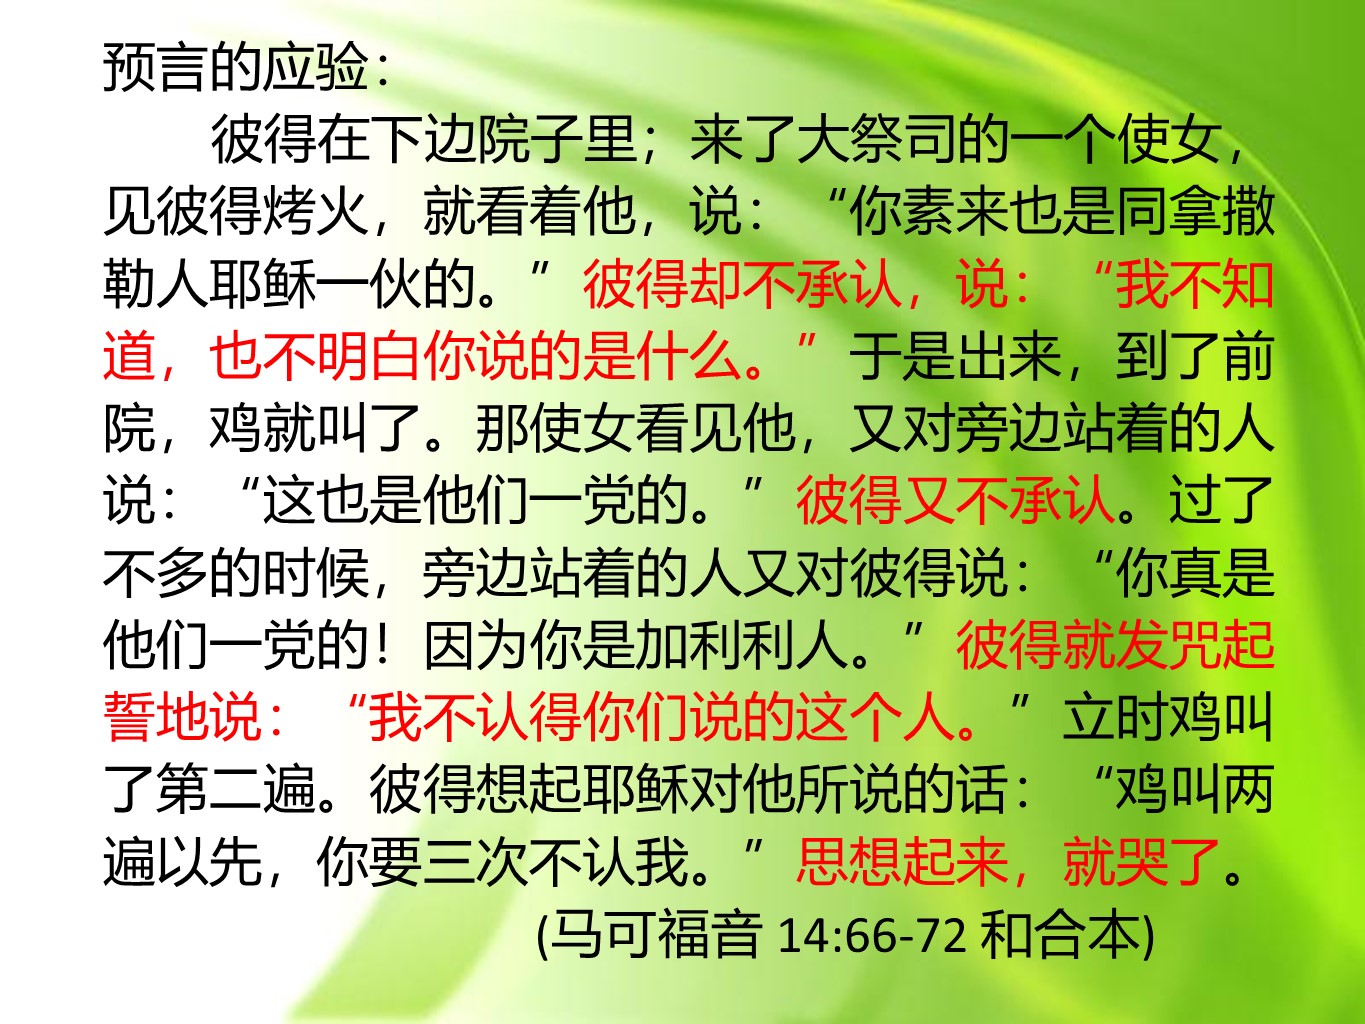 预言的应验：
彼得在下边院子里；来了大祭司的一个使女，
见彼得烤火，就看着他，说：“你素来也是同拿撒
勒人耶稣一伙的。”彼得却不承认，说：“我不知
道，也不明白你说的是什么。”于是出来，到了前
院，鸡就叫了。那使女看见他，又对旁边站着的人
说：“这也是他们一党的。”彼得又不承认。过了
不多的时候，旁边站着的人又对彼得说：“你真是
他们一党的！因为你是加利利人。”彼得就发咒起
誓地说：“我不认得你们说的这个人。”立时鸡叫
了第二遍。彼得想起耶稣对他所说的话：“鸡叫两
遍以先，你要三次不认我。”思想起来，就哭了。
(马可福音 14:66-72 和合本)